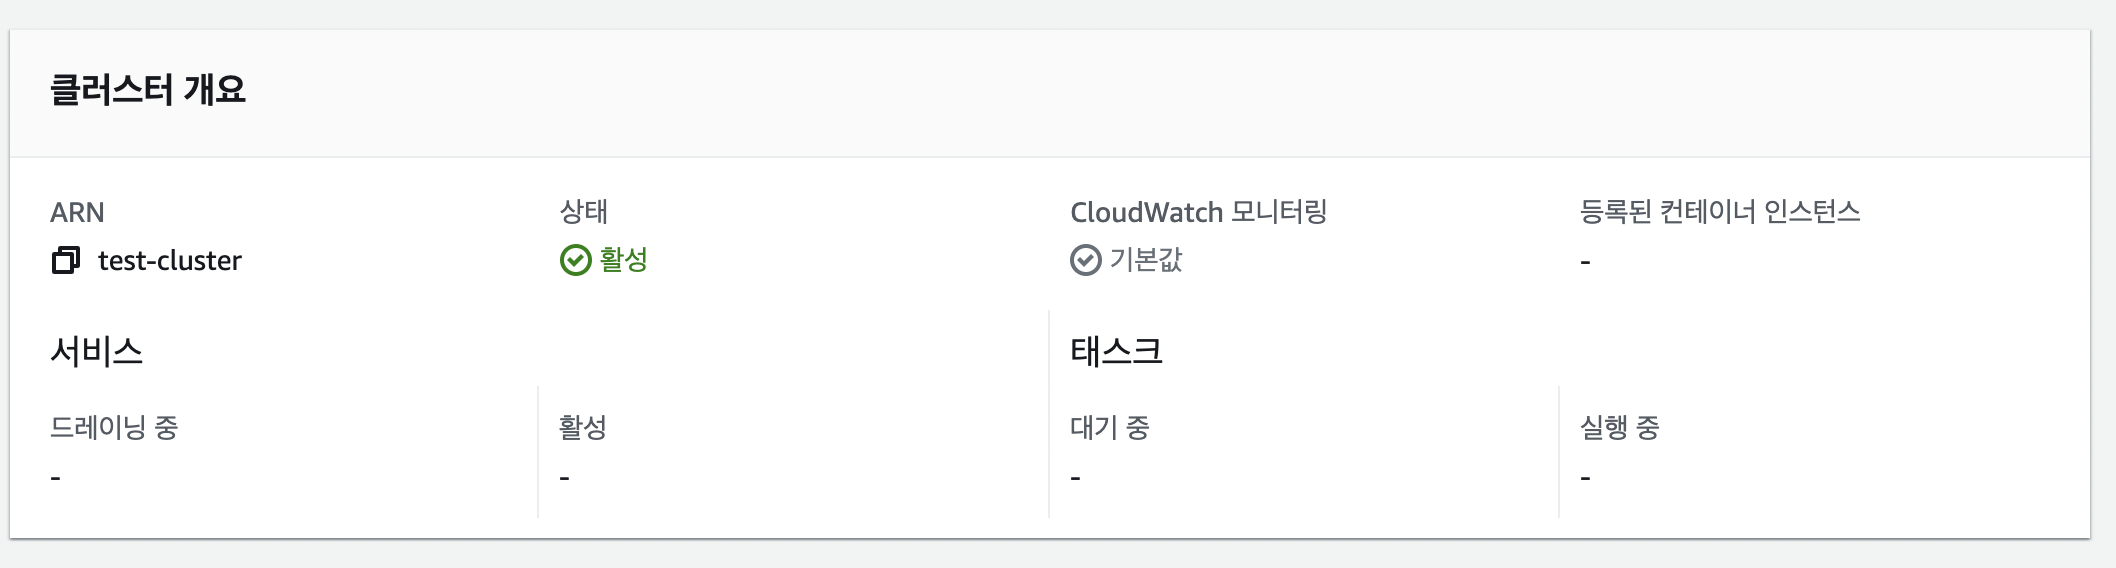 클러스터 개요
ARN
test-cluster
상태
활성
CloudWatch 모니터링
기본값
등록된 컨테이너 인스턴스
-
서비스
드레이닝 중
-
활성
-
태스크
대기 중
-
실행 중
-